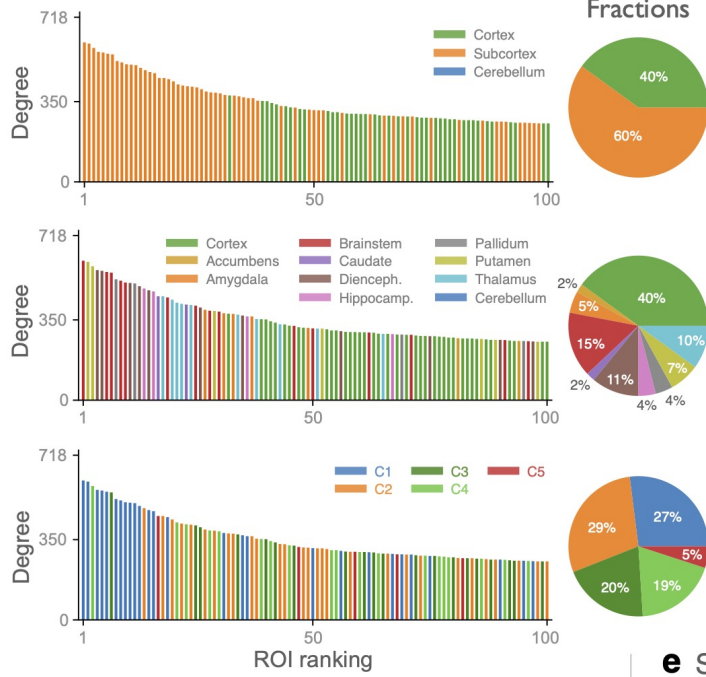 Fractions
718
350
0
Degree
1
50
100
Cortex
Subcortex
Cerebellum
40%
60%
718
350
0
Degree
1
50
100
Cortex
Accumbens
Amygdala
Brainstem
Caudate
Dienceph.
Hippocamp.
Pallidum
Putamen
Thalamus
Cerebellum
40%
2%
5%
15%
2%
11%
4%
4%
7%
10%
718
350
0
Degree
1
50
100
ROI ranking
C1
C2
C3
C4
C5
27%
29%
20%
19%
5%
e S